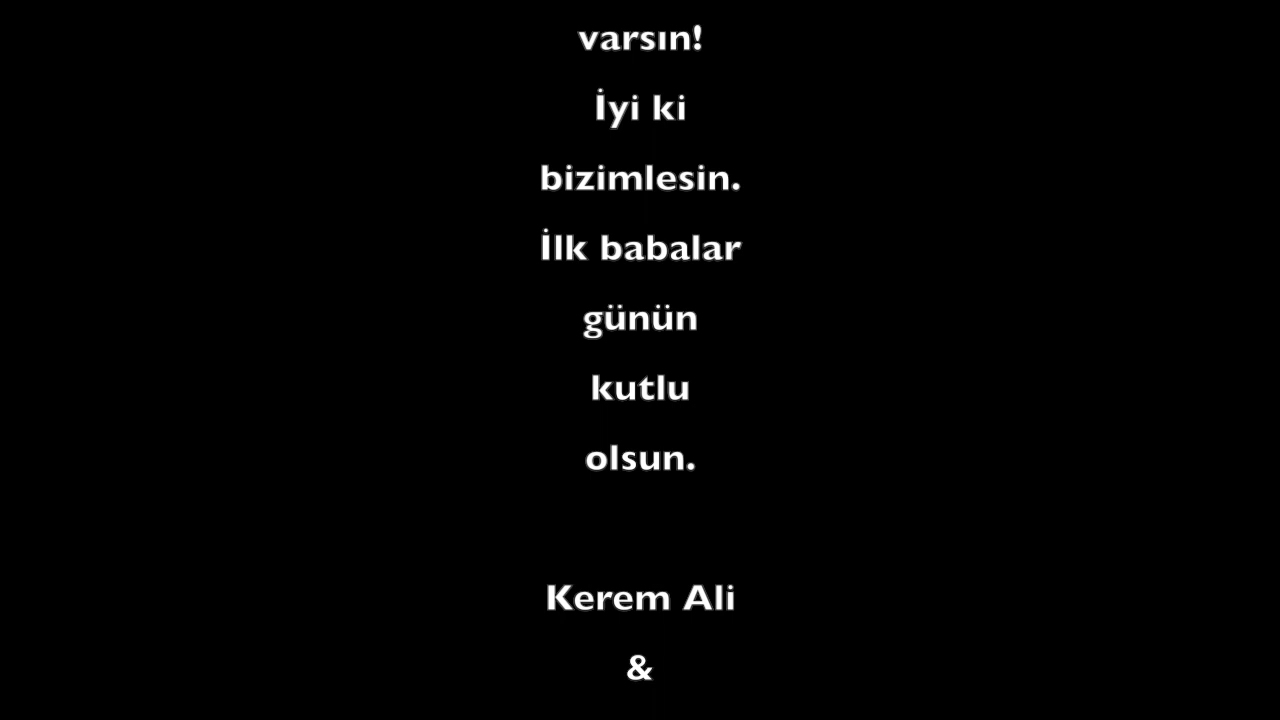 varsın!
İyi ki
bizimlesin.
İlk babalar
günün
kutlu
olsun.
Kerem Ali
&